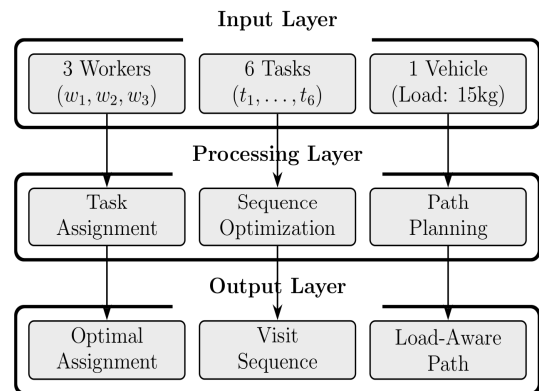 Input Layer
3 Workers
(w₁, w₂, w₃)
6 Tasks
(t₁, . . . , t₆)
1 Vehicle
(Load: 15kg)
Processing Layer
Task
Assignment
Sequence
Optimization
Path
Planning
Output Layer
Optimal
Assignment
Visit
Sequence
Load-Aware
Path